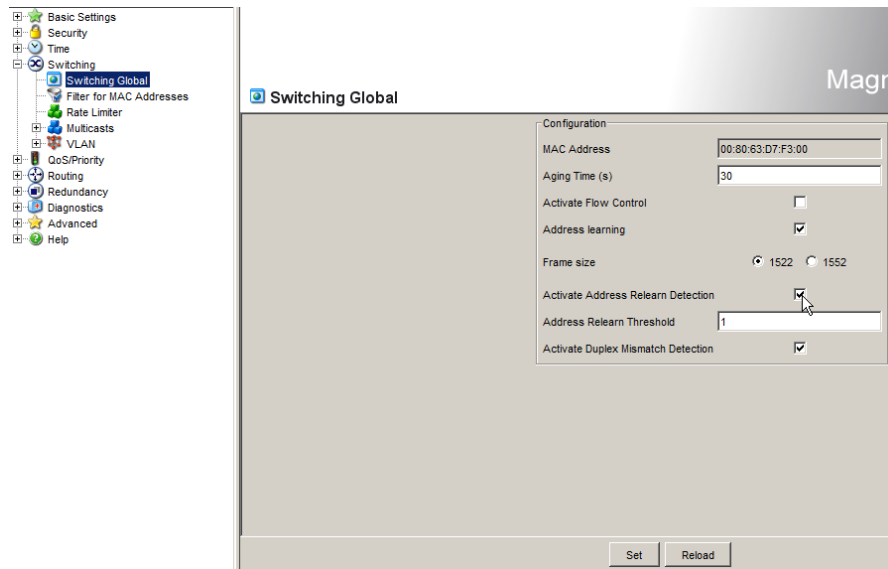 Basic Settings
Security
Time
Switching
Switching Global
Filter for MAC Addresses
Rate Limiter
Multicasts
VLAN
QoS/Priority
Routing
Redundancy
Diagnostics
Advanced
Help
Magn
Switching Global
Configuration
MAC Address 00:80:63:D7:F3:00
Aging Time (s) 30
Activate Flow Control
Address learning
Frame size 1522 1552
Activate Address Relearn Detection
Address Relearn Threshold 1
Activate Duplex Mismatch Detection
Set Reload